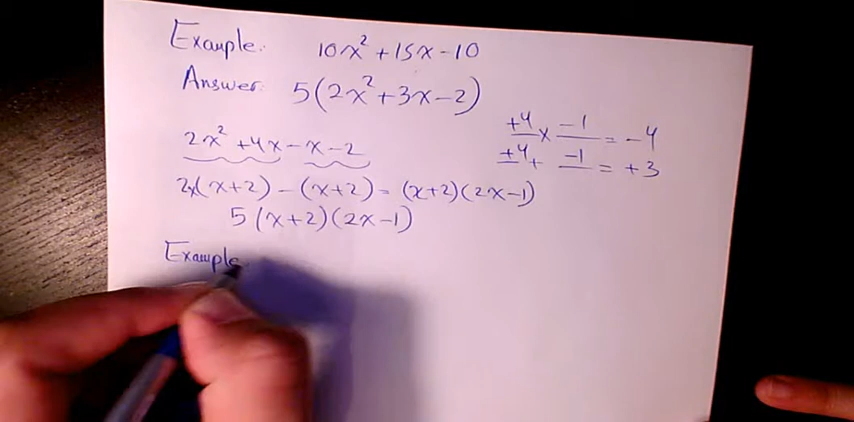 Example: 10x² + 15x - 10
Answer: 5(2x² + 3x - 2)
+4 × -1 = -4
+4 + -1 = +3
2x² + 4x - x - 2
2x(x+2) - (x+2) = (x+2)(2x-1)
5(x+2)(2x-1)
Example